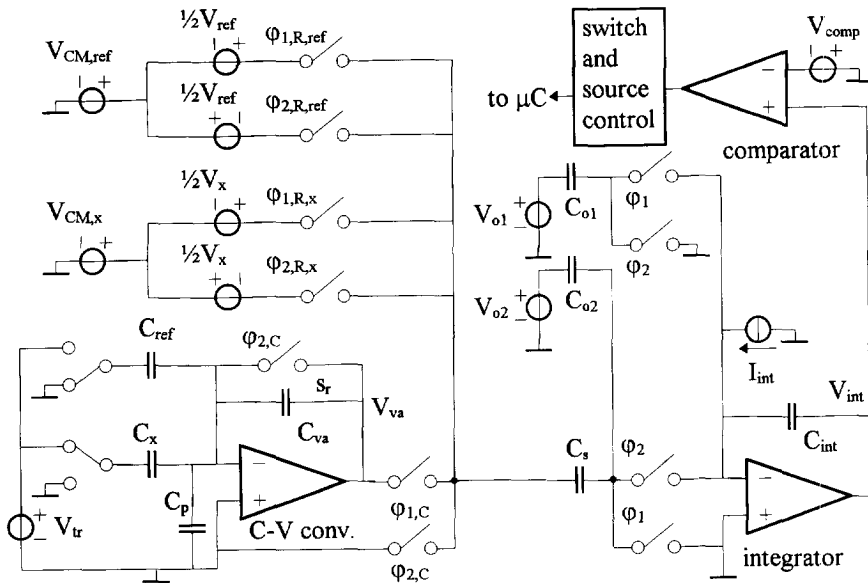 ½V_ref
φ_1,R,ref
V_CM,ref
½V_ref
φ_2,R,ref
½V_x
φ_1,R,x
V_CM,x
½V_x
φ_2,R,x
switch
and
source
control
to µC
V_comp
comparator
V_o1
C_o1
φ_1
φ_2
V_o2
C_o2
I_int
V_int
C_int
C_ref
φ_2,C
s_r
V_va
C_va
C_x
C_p
V_tr
C-V conv.
φ_1,C
φ_2,C
C_s
φ_2
φ_1
integrator